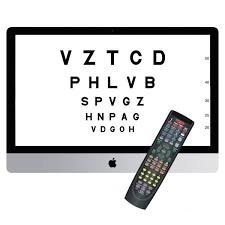 V Z T C D
P H L V B
S P V G Z
H N P A G
V D G O H